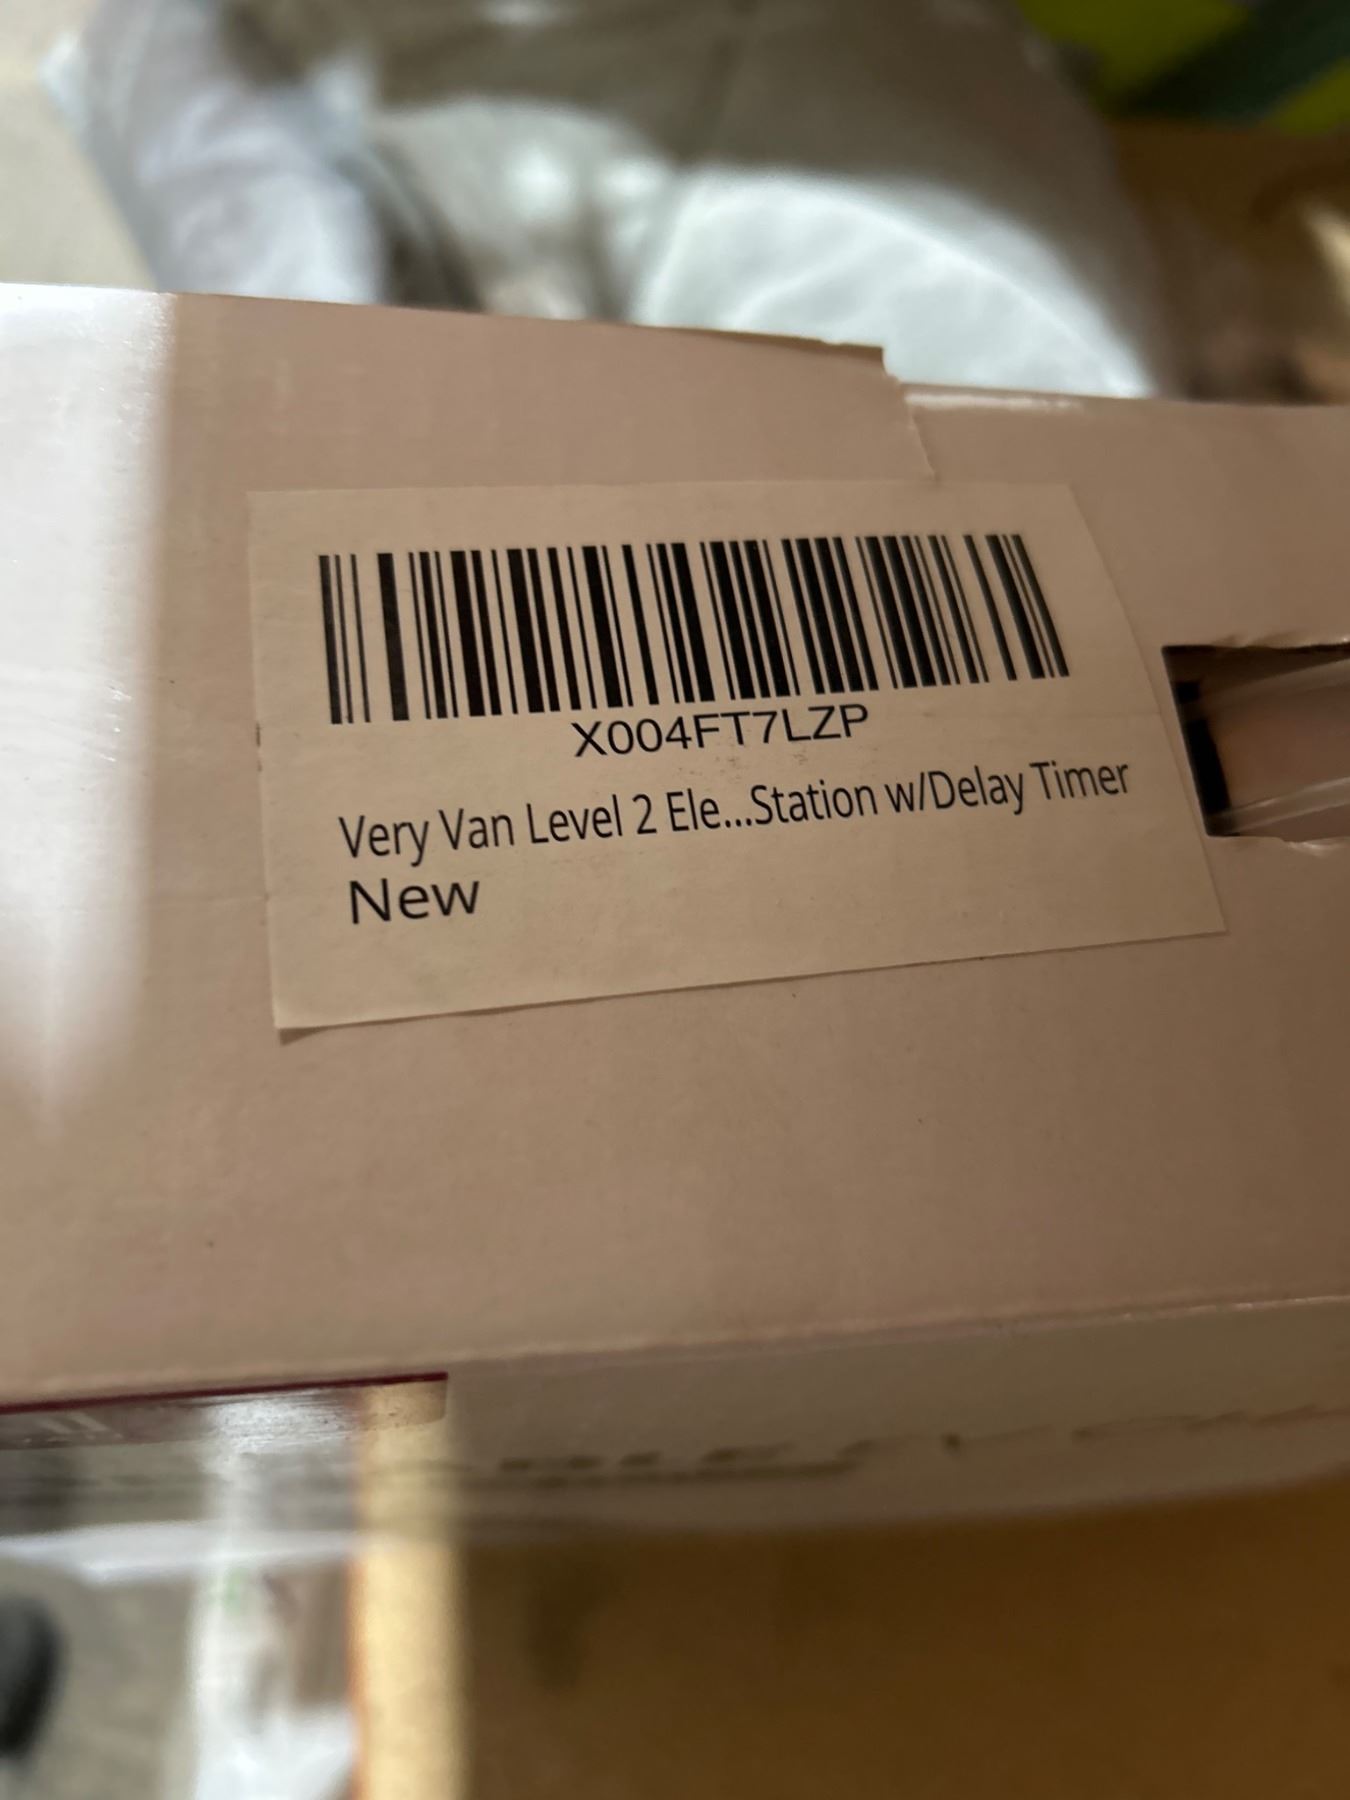 X004FT7LZP
Very Van Level 2 Ele...Station w/Delay Timer
New